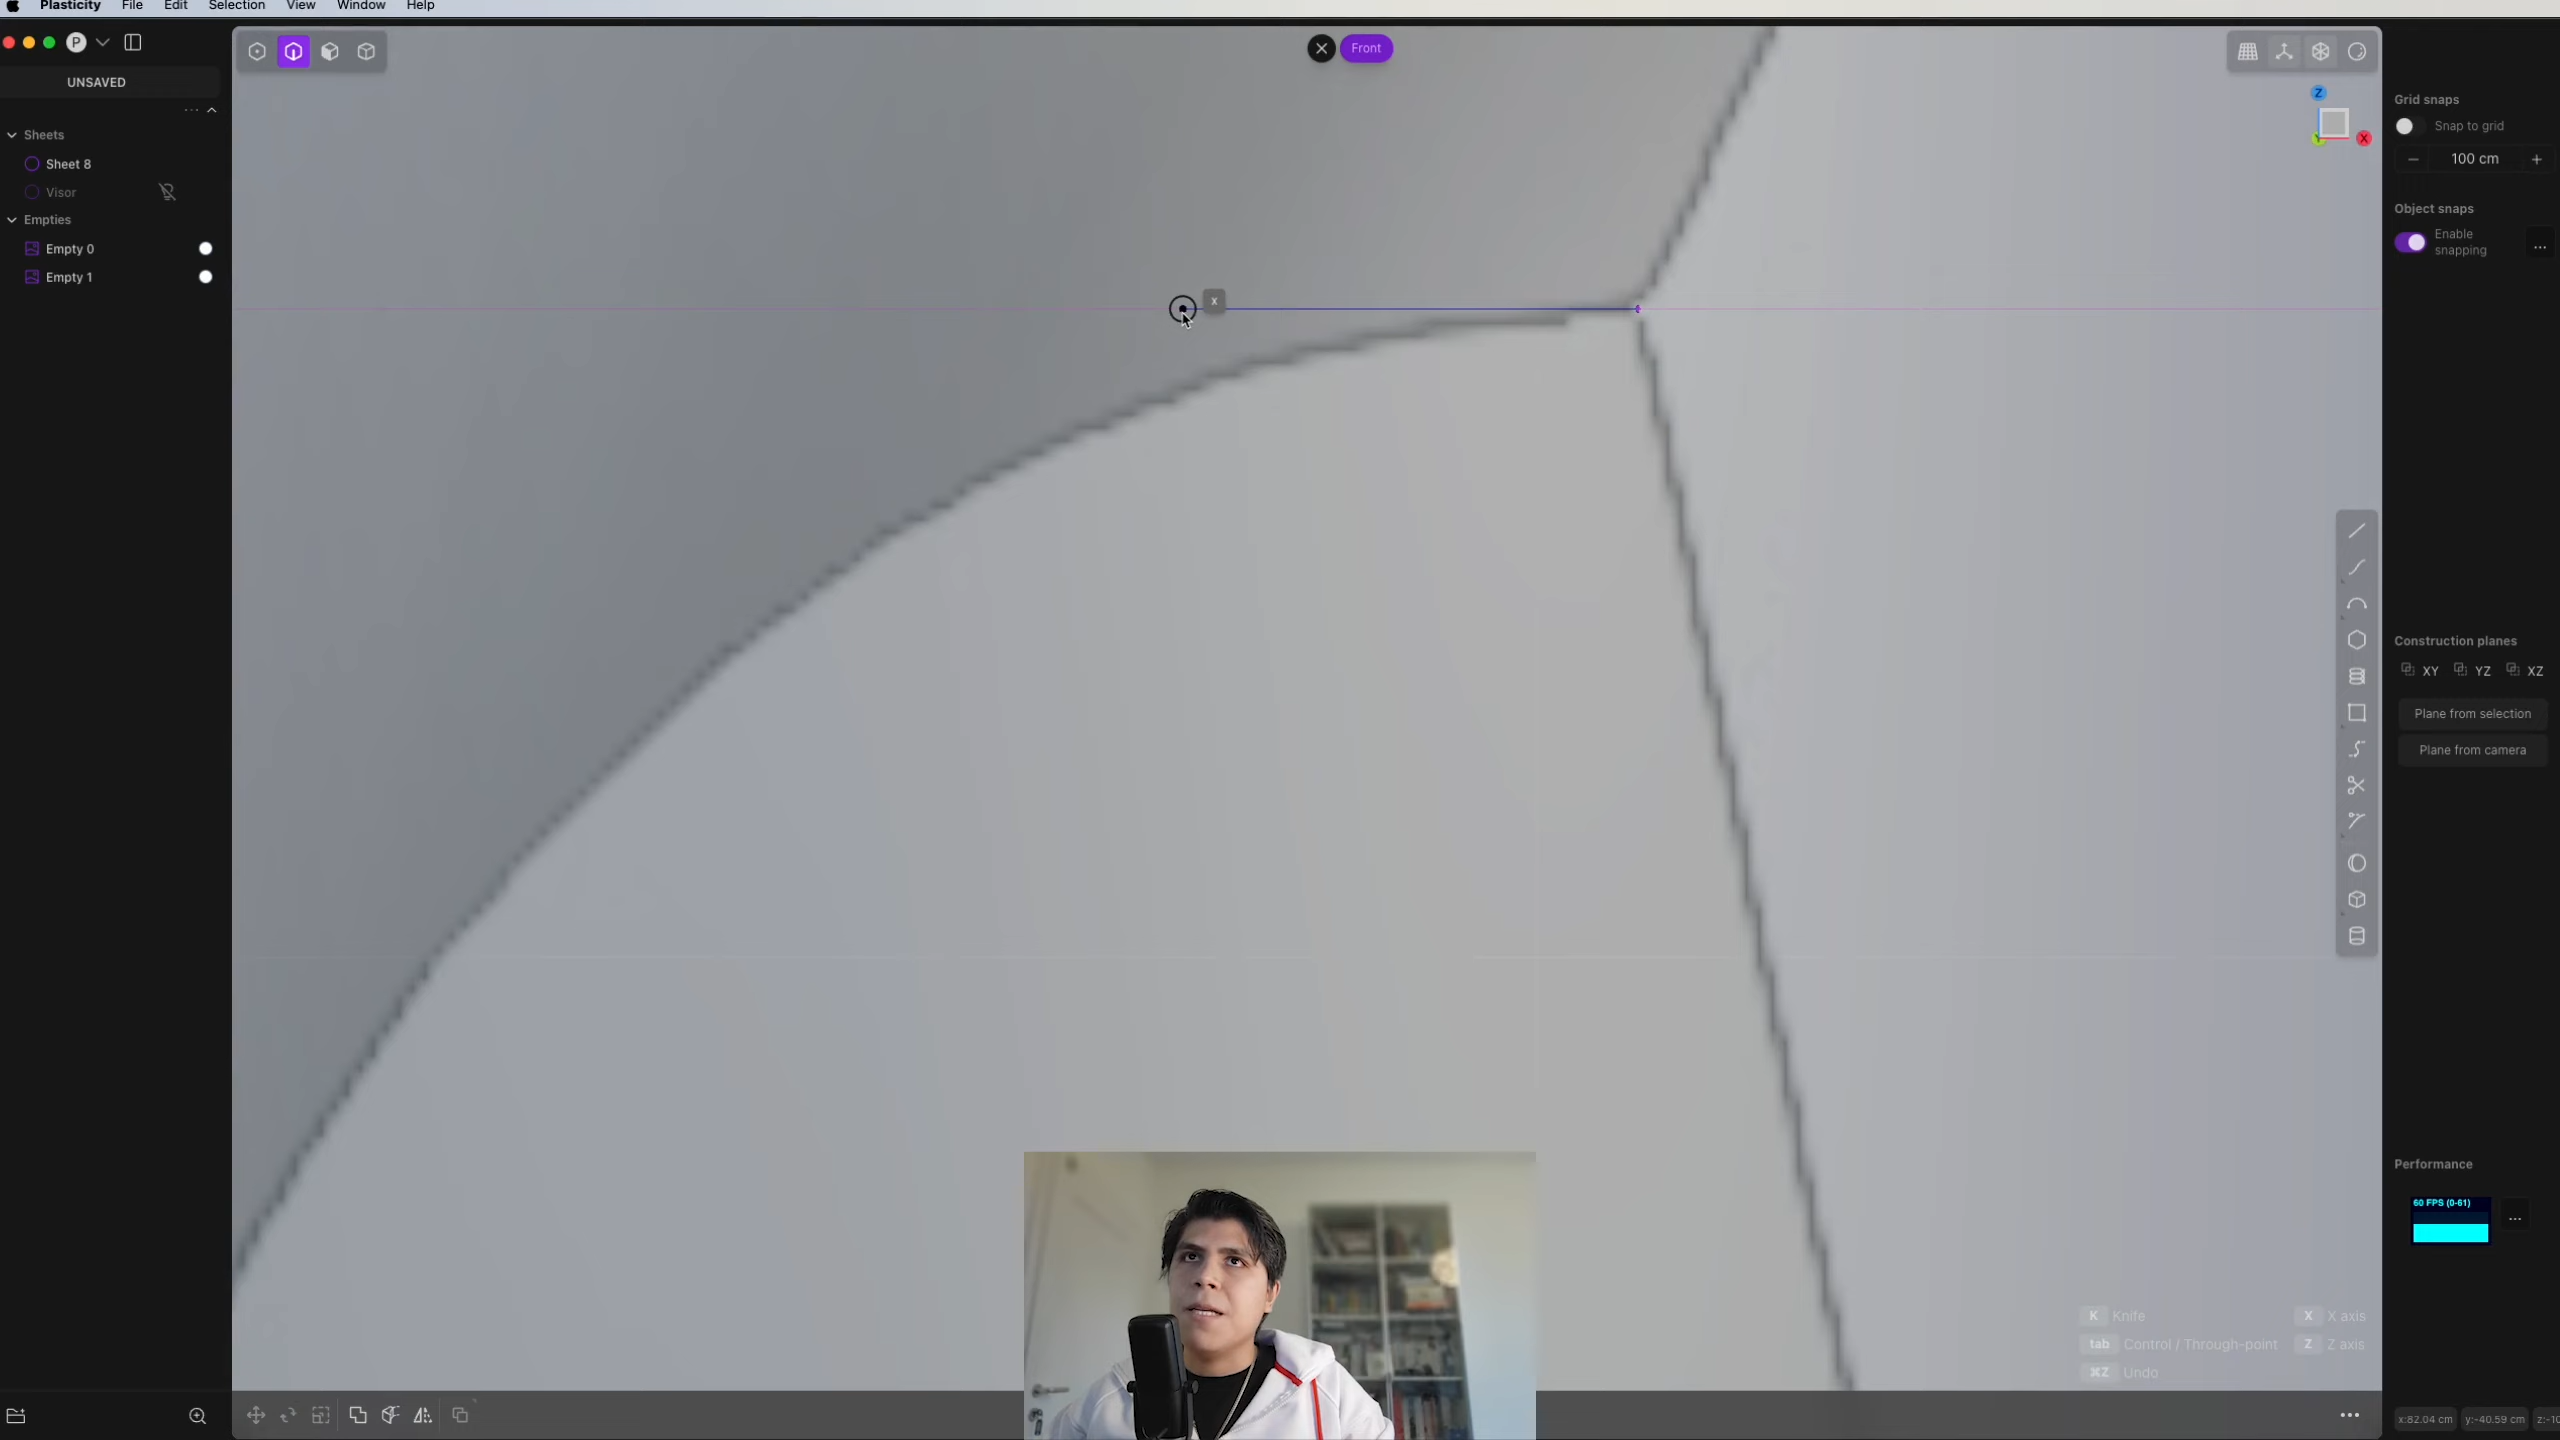 Plasticity File Edit Selection View Window Help
P
UNSAVED
Sheets
Sheet 8
Visor
Empties
Empty 0
Empty 1
Front
x
Z
X
Grid snaps
Snap to grid
100 cm
Object snaps
Enable
snapping
Construction planes
XY YZ XZ
Plane from selection
Plane from camera
Performance
60 FPS (0-61)
K Knife X X axis
tab Control / Through-point Z Z axis
⌘Z Undo
x:82.04 cm y:-40.59 cm z:-10